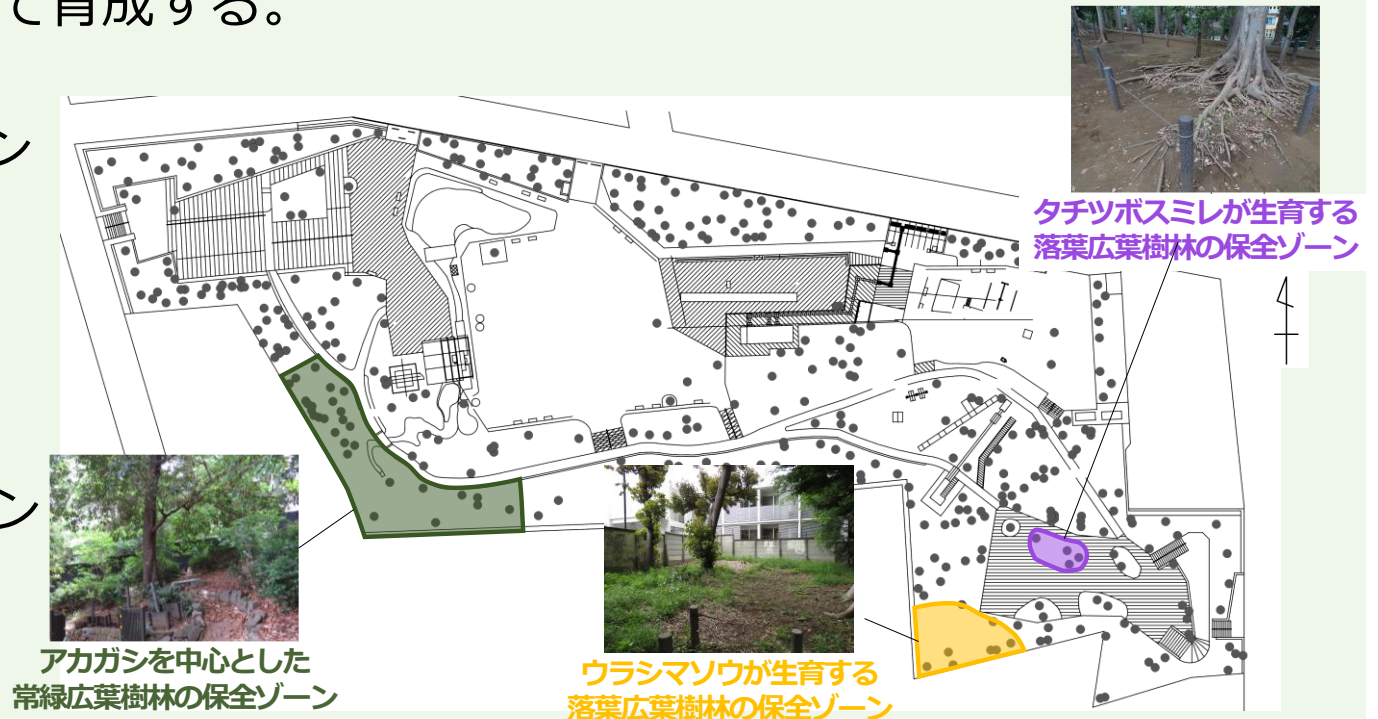 て育成する。
ン
タチツボスミレが生育する
落葉広葉樹林の保全ゾーン
ン
アカガシを中心とした
常緑広葉樹林の保全ゾーン
ウラシマソウが生育する
落葉広葉樹林の保全ゾーン